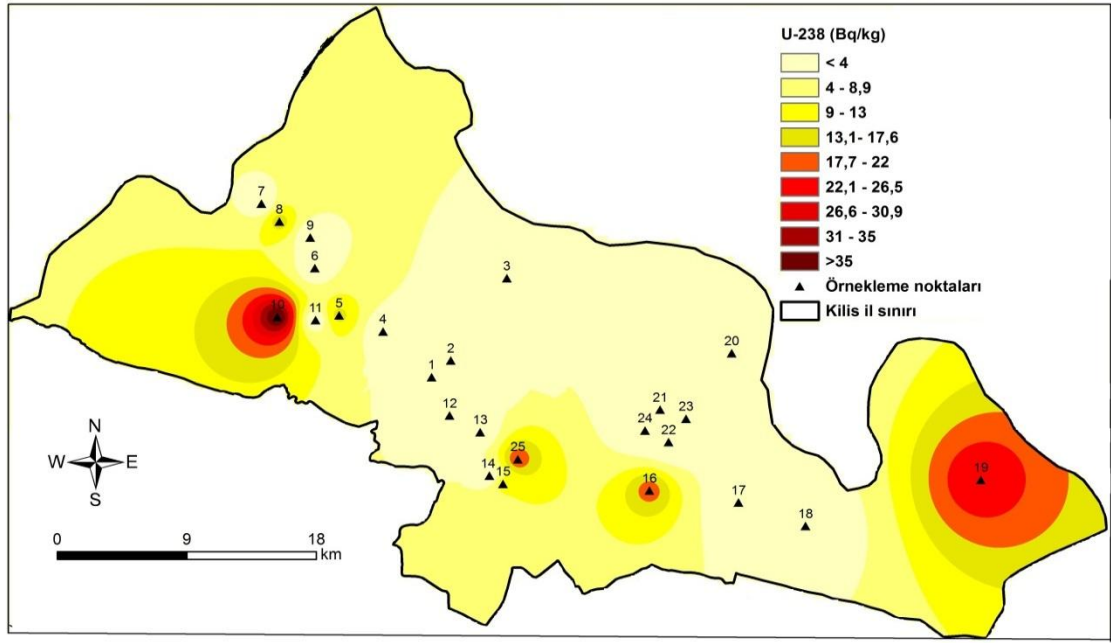 U-238 (Bq/kg)
< 4
4 - 8,9
9 - 13
13,1- 17,6
17,7 - 22
22,1 - 26,5
26,6 - 30,9
31 - 35
>35
Örnekleme noktaları
Kilis il sınırı
7
8
9
6
3
10
11
5
4
20
2
1
21
23
12
24
22
13
25
14
15
16
19
17
18
N
W E
S
0 9 18
km